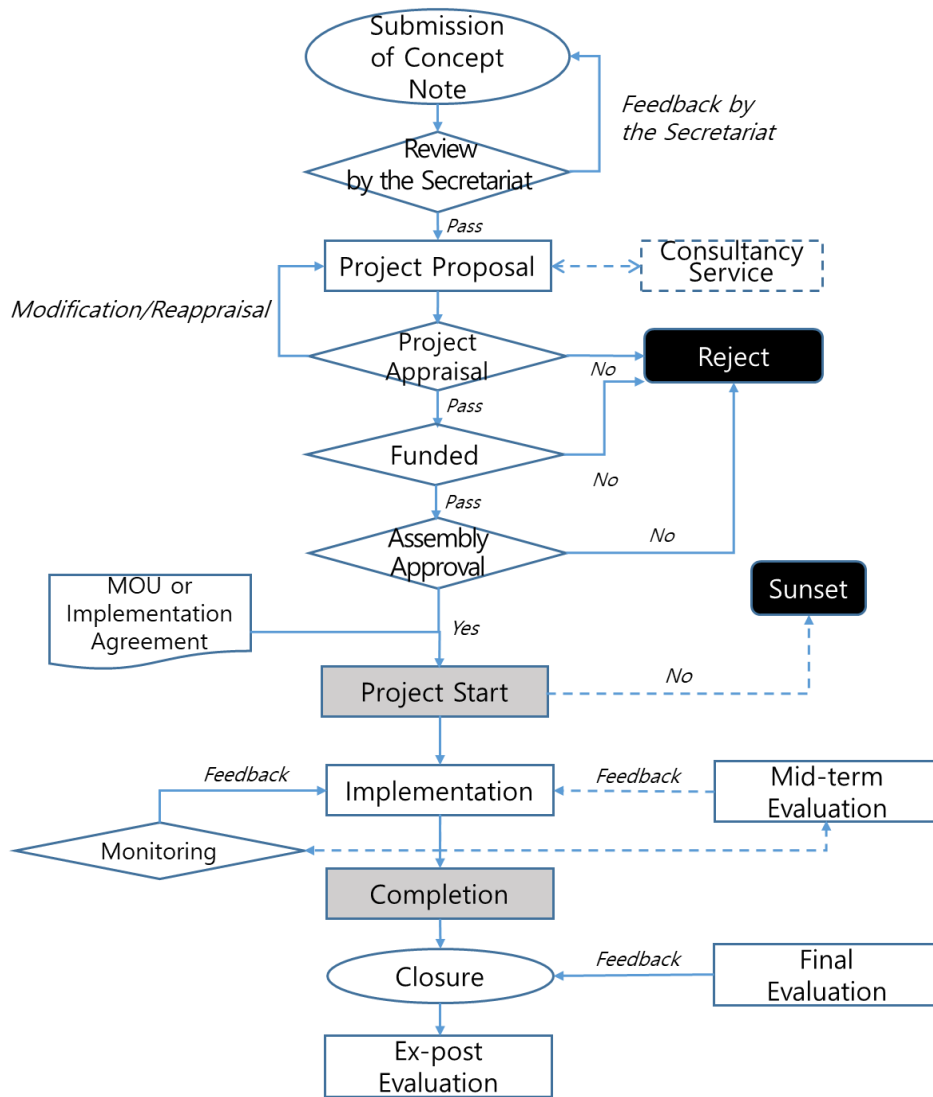 Submission
of Concept
Note
Feedback by
the Secretariat
Review
by the Secretariat
Pass
Project Proposal
Consultancy
Service
Modification/Reappraisal
Project
Appraisal
No
Reject
Pass
Funded
No
Pass
Assembly
Approval
No
MOU or
Implementation
Agreement
Yes
Sunset
Project Start
No
Feedback
Implementation
Feedback
Mid-term
Evaluation
Monitoring
Completion
Closure
Feedback
Final
Evaluation
Ex-post
Evaluation